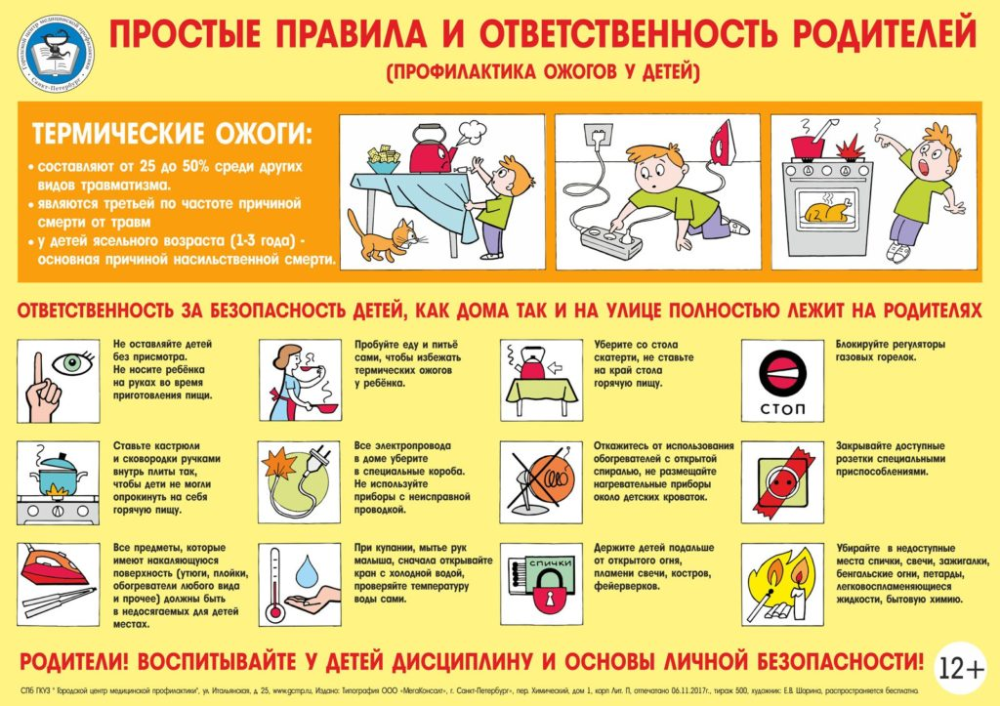 Городской центр медицинской профилактики
• Санкт-Петербург •
ПРОСТЫЕ ПРАВИЛА И ОТВЕТСТВЕННОСТЬ РОДИТЕЛЕЙ
(ПРОФИЛАКТИКА ОЖОГОВ У ДЕТЕЙ)
ТЕРМИЧЕСКИЕ ОЖОГИ:
• составляют от 25 до 50% среди других
видов травматизма.
• являются третьей по частоте причиной
смерти от травм
• у детей ясельного возраста (1-3 года) -
основная причиной насильственной смерти.
ОТВЕТСТВЕННОСТЬ ЗА БЕЗОПАСНОСТЬ ДЕТЕЙ, КАК ДОМА ТАК И НА УЛИЦЕ ПОЛНОСТЬЮ ЛЕЖИТ НА РОДИТЕЛЯХ
Не оставляйте детей
без присмотра.
Не носите ребёнка
на руках во время
приготовления пищи.
Пробуйте еду и питьё
сами, чтобы избежать
термических ожогов
у ребёнка.
Уберите со стола
скатерти, не ставьте
на край стола
горячую пищу.
СТОП
Блокируйте регуляторы
газовых горелок.
Ставьте кастрюли
и сковородки ручками
внутрь плиты так,
чтобы дети не могли
опрокинуть на себя
горячую пищу.
Все электропровода
в доме уберите
в специальные короба.
Не используйте
приборы с неисправной
проводкой.
Откажитесь от использования
обогревателей с открытой
спиралью, не размещайте
нагревательные приборы
около детских кроваток.
Закрывайте доступные
розетки специальными
приспособлениями.
Все предметы, которые
имеют накаляющуюся
поверхность (утюги, плойки,
обогреватели любого вида
и прочее) должны быть
в недосягаемых для детей
местах.
При купании, мытье рук
малыша, сначала открывайте
кран с холодной водой,
проверяйте температуру
воды сами.
СПИЧКИ
Держите детей подальше
от открытого огня,
пламени свечи, костров,
фейерверков.
Убирайте в недоступные
места спички, свечи, зажигалки,
бенгальские огни, петарды,
легковоспламеняющиеся
жидкости, бытовую химию.
РОДИТЕЛИ! ВОСПИТЫВАЙТЕ У ДЕТЕЙ ДИСЦИПЛИНУ И ОСНОВЫ ЛИЧНОЙ БЕЗОПАСНОСТИ!
12+
СПб ГКУЗ " Городской центр медицинской профилактики", ул. Итальянская, д. 25, www.gcmp.ru. Издано: Типография ООО «МегаКонсалт», г. Санкт-Петербург, пер. Химический, дом 1, корп Лит. П, отпечатано 06.11.2017г., тираж 500, художник: Е.В. Шорина, распространяется бесплатно.